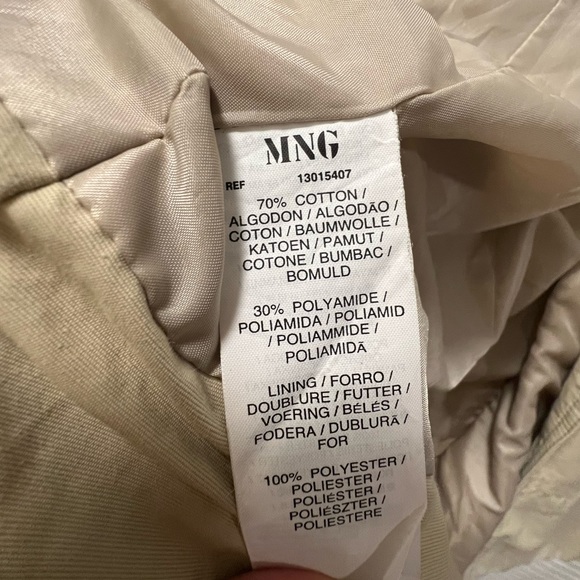 MNG
REF 13015407
70% COTTON /
ALGODON / ALGODÃO /
COTON / BAUMWOLLE /
KATOEN / PAMUT /
COTONE / BUMBAC /
BOMULD
30% POLYAMIDE /
POLIAMIDA / POLIAMID
/ POLIAMMIDE /
POLIAMIDĂ
LINING / FORRO /
DOUBLURE / FUTTER /
VOERING / BÉLÉS /
FODERA / DUBLURĂ /
FOR
100% POLYESTER /
POLIESTER /
POLIÉSTER /
POLIÉSZTER /
POLIESTERE